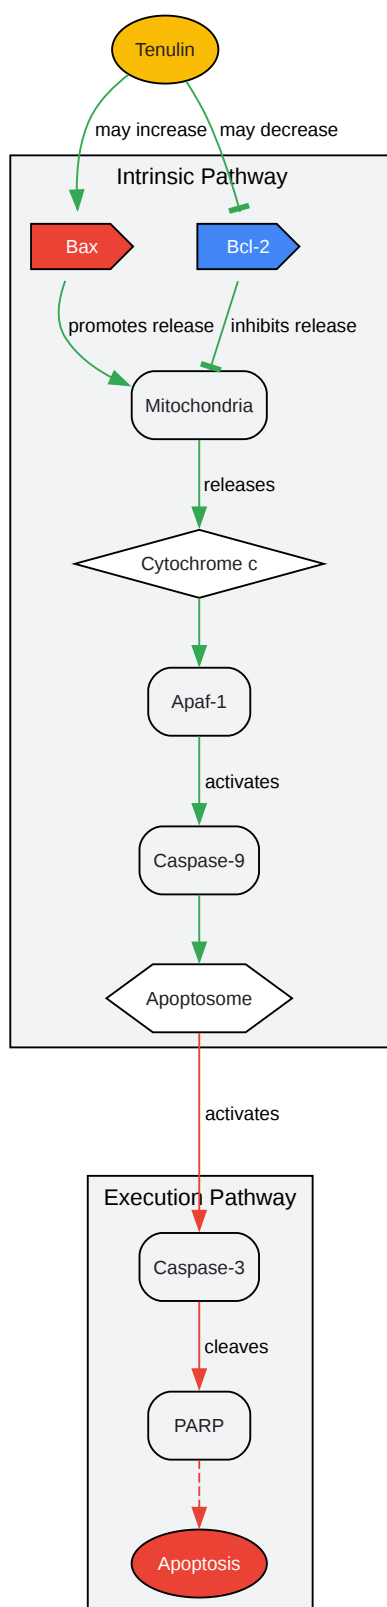 Tenulin
may increase
may decrease
Intrinsic Pathway
Bax
Bcl-2
promotes release
inhibits release
Mitochondria
releases
Cytochrome c
Apaf-1
activates
Caspase-9
Apoptosome
activates
Execution Pathway
Caspase-3
cleaves
PARP
Apoptosis